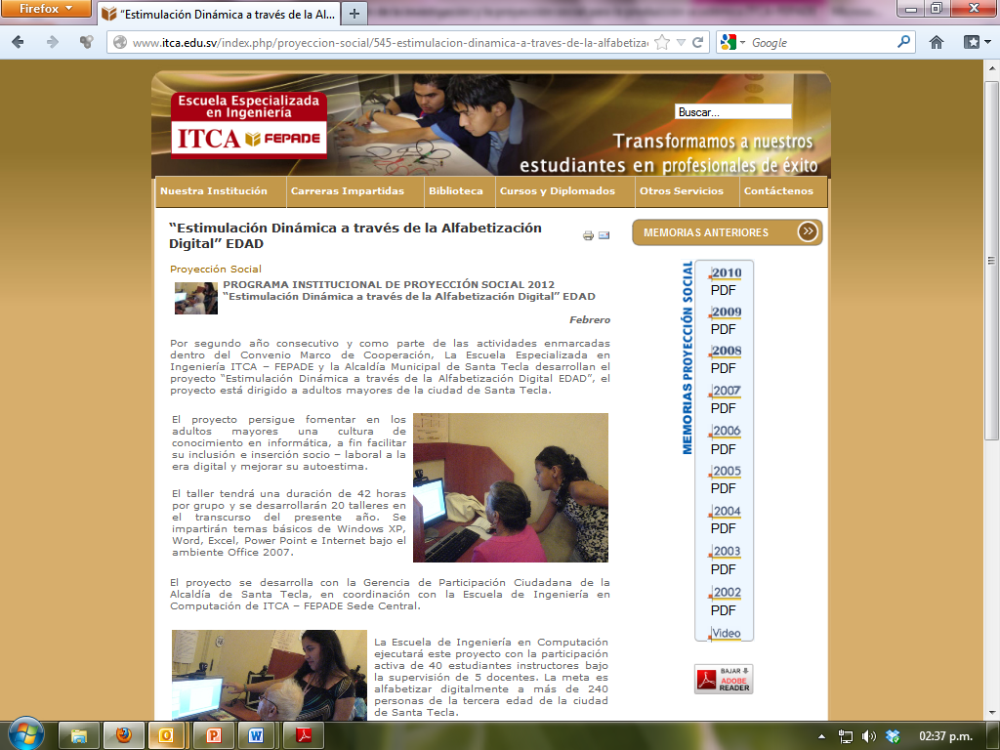 Firefox
“Estimulación Dinámica a través de la Al...
www.itca.edu.sv/index.php/proyeccion-social/545-estimulacion-dinamica-a-traves-de-la-alfabetiza
Google
Escuela Especializada
en Ingeniería
ITCA FEPADE
Buscar...
Transformamos a nuestros
estudiantes en profesionales de éxito
Nuestra Institución Carreras Impartidas Biblioteca Cursos y Diplomados Otros Servicios Contáctenos
“Estimulación Dinámica a través de la Alfabetización
Digital” EDAD
Proyección Social
PROGRAMA INSTITUCIONAL DE PROYECCIÓN SOCIAL 2012
“Estimulación Dinámica a través de la Alfabetización Digital” EDAD
Febrero
Por segundo año consecutivo y como parte de las actividades enmarcadas
dentro del Convenio Marco de Cooperación, La Escuela Especializada en
Ingeniería ITCA – FEPADE y la Alcaldía Municipal de Santa Tecla desarrollan el
proyecto “Estimulación Dinámica a través de la Alfabetización Digital EDAD”, el
proyecto está dirigido a adultos mayores de la ciudad de Santa Tecla.
El proyecto persigue fomentar en los
adultos mayores una cultura de
conocimiento en informática, a fin facilitar
su inclusión e inserción socio – laboral a la
era digital y mejorar su autoestima.
El taller tendrá una duración de 42 horas
por grupo y se desarrollarán 20 talleres en
el transcurso del presente año. Se
impartirán temas básicos de Windows XP,
Word, Excel, Power Point e Internet bajo el
ambiente Office 2007.
El proyecto se desarrolla con la Gerencia de Participación Ciudadana de la
Alcaldía de Santa Tecla, en coordinación con la Escuela de Ingeniería en
Computación de ITCA – FEPADE Sede Central.
La Escuela de Ingeniería en Computación
ejecutará este proyecto con la participación
activa de 40 estudiantes instructores bajo
la supervisión de 5 docentes. La meta es
alfabetizar digitalmente a más de 240
personas de la tercera edad de la ciudad
de Santa Tecla.
MEMORIAS ANTERIORES
MEMORIAS PROYECCIÓN SOCIAL
2010
PDF
2009
PDF
2008
PDF
2007
PDF
2006
PDF
2005
PDF
2004
PDF
2003
PDF
2002
PDF
Video
BAJAR
ADOBE
READER
02:37 p.m.